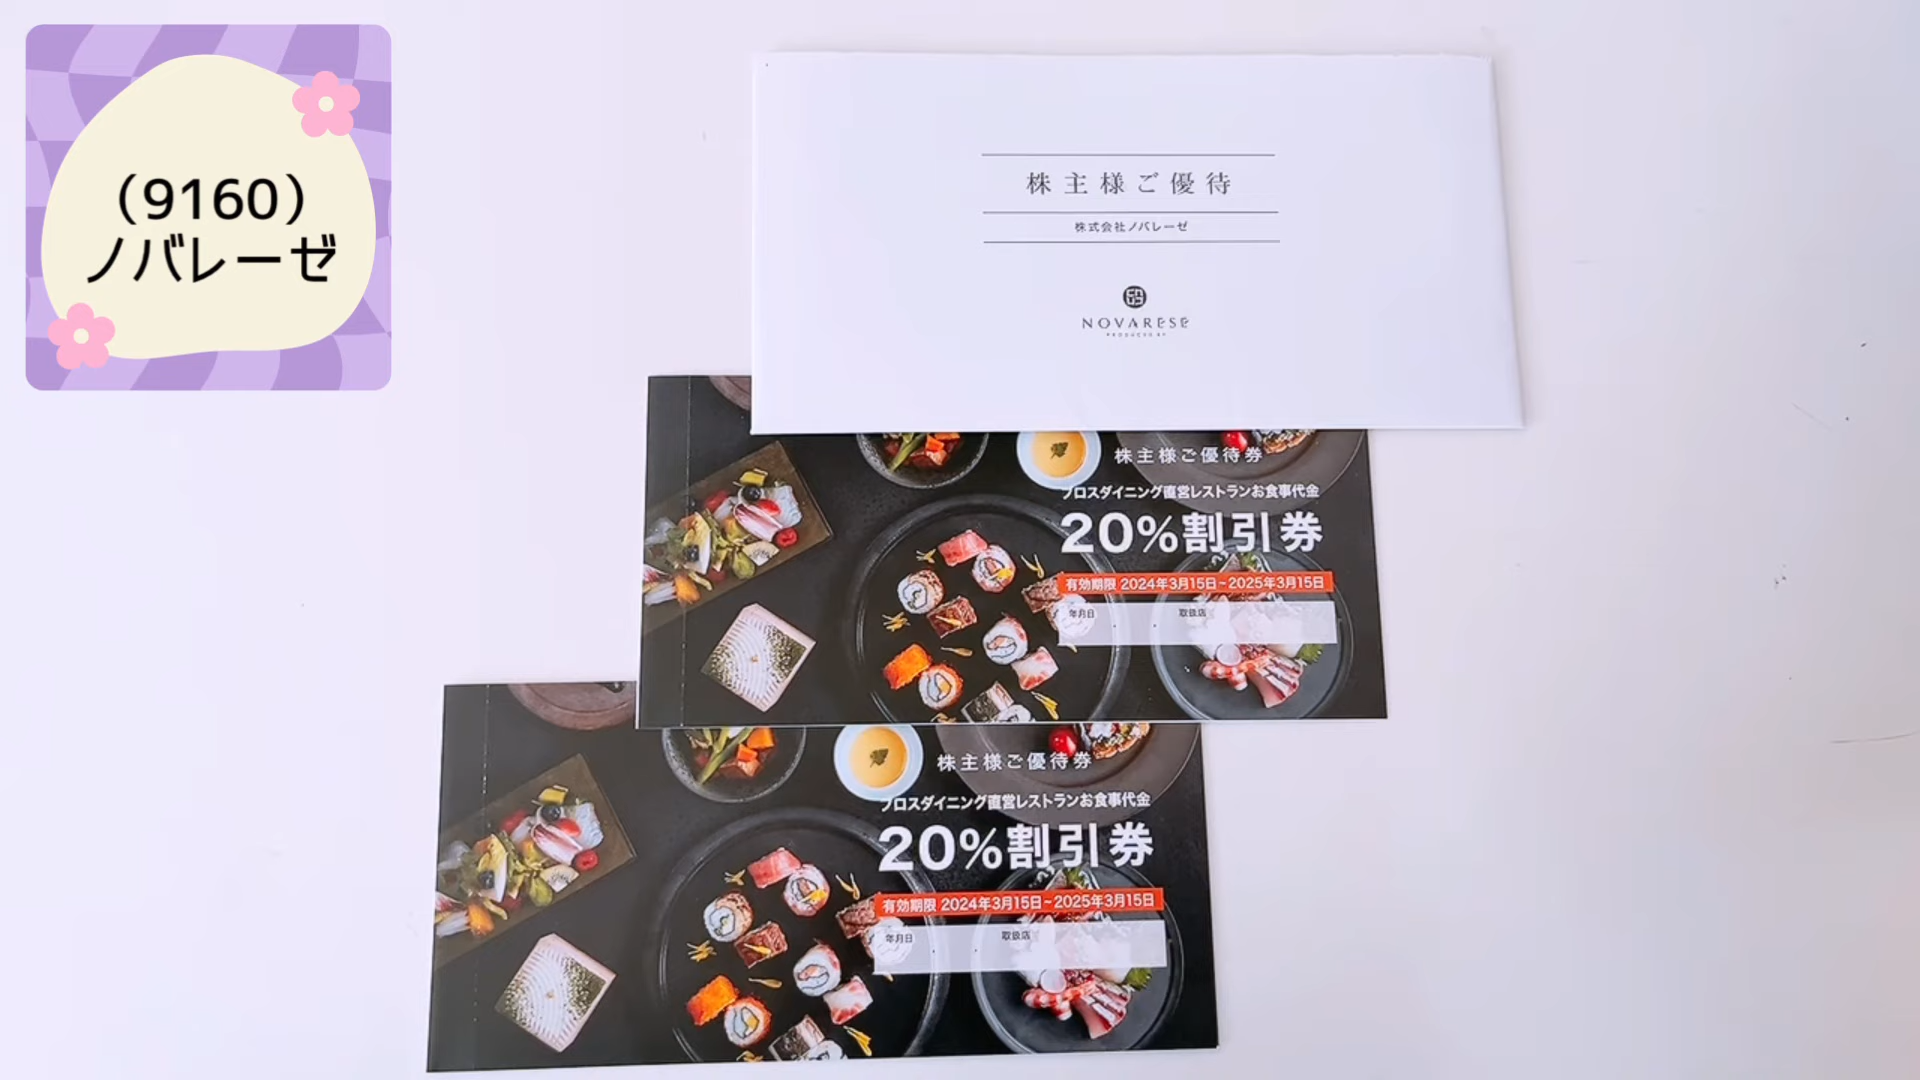 （9160）
ノバレーゼ
株主様ご優待
株式会社ノバレーゼ
NOVARESE
PRODUCED BY
株主様ご優待券
フロスダイニング直営レストランお食事代金
20%割引券
有効期限 2024年3月15日~2025年3月15日
年月日 取扱店
株主様ご優待券
フロスダイニング直営レストランお食事代金
20%割引券
有効期限 2024年3月15日~2025年3月15日
年月日 取扱店